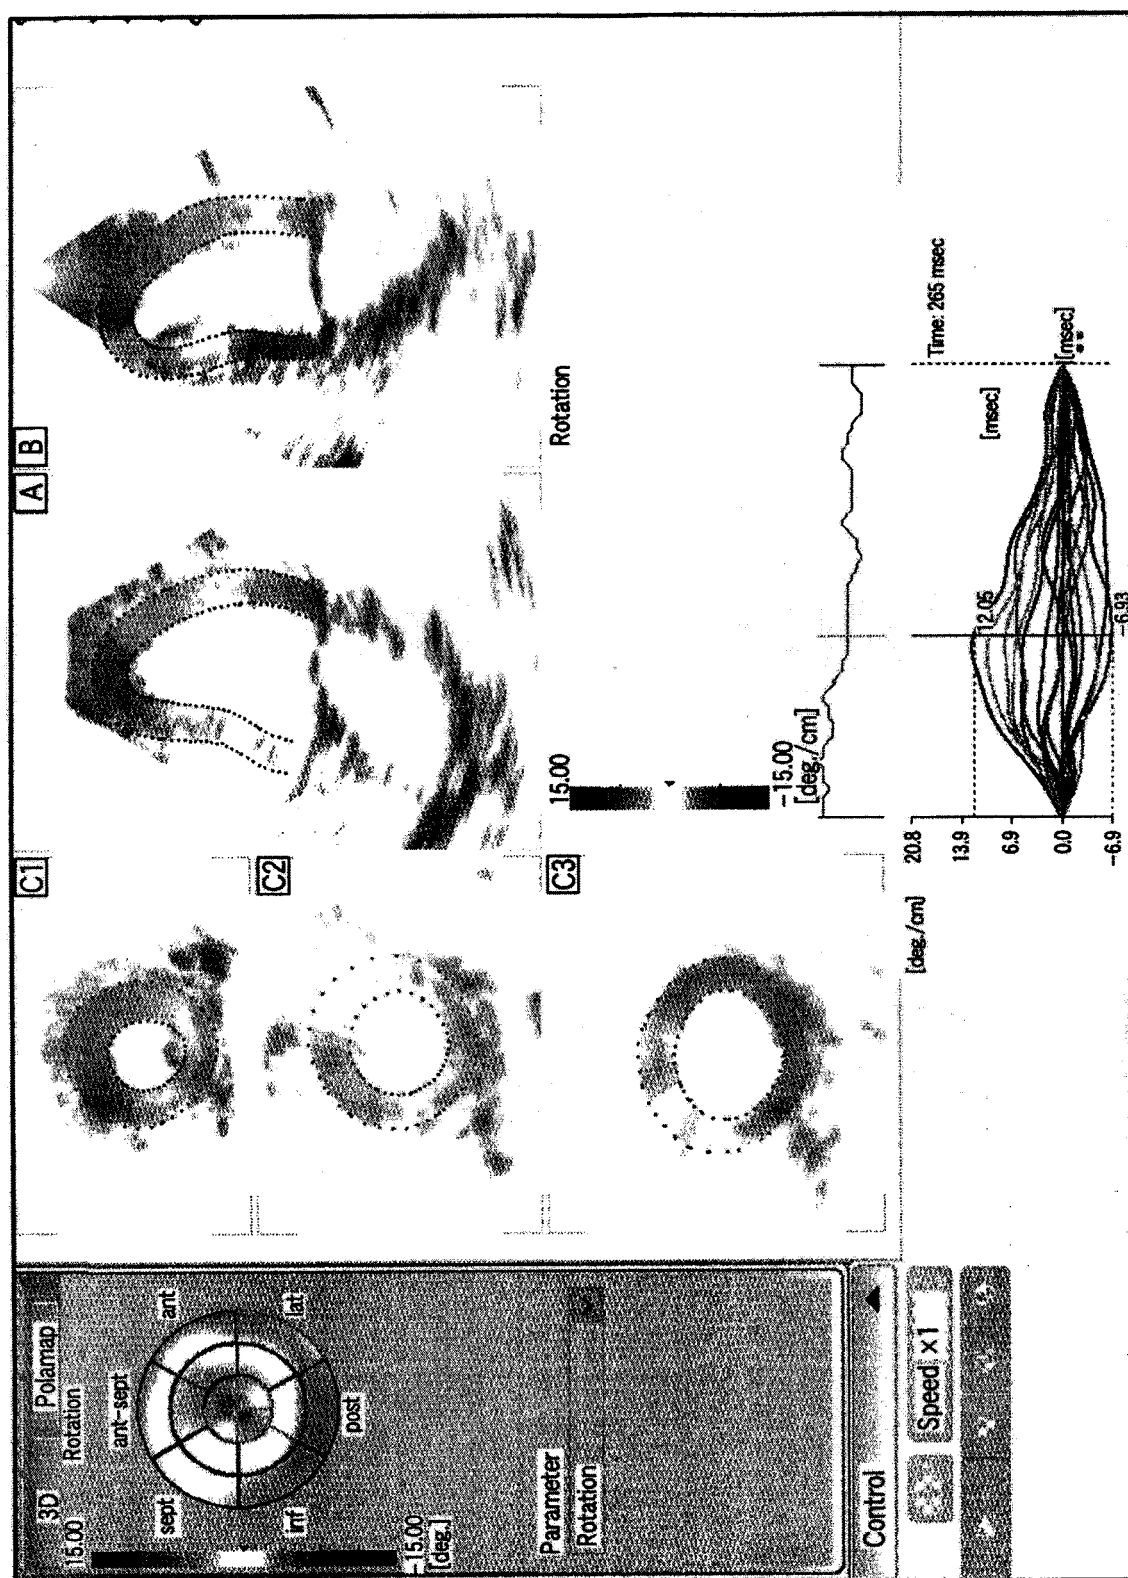 3D
Polamap
Rotation
15.00
ant-sept
ant
sept
lat
inf
post
-15.00
[deg.]
Parameter
Rotation
Control
Speed ×1
C1
C2
C3
A
B
Rotation
15.00
-15.00
[deg./cm]
[deg./cm]
20.8
13.9
6.9
0.0
-6.9
12.05
-6.93
[msec]
Time: 265 msec
[msec]